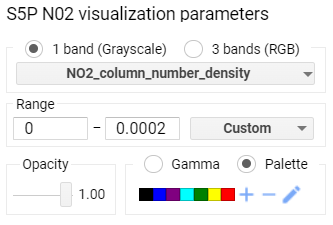 S5P N02 visualization parameters
1 band (Grayscale) 3 bands (RGB)
NO2_column_number_density
Range
0 – 0.0002 Custom
Opacity Gamma Palette
1.00